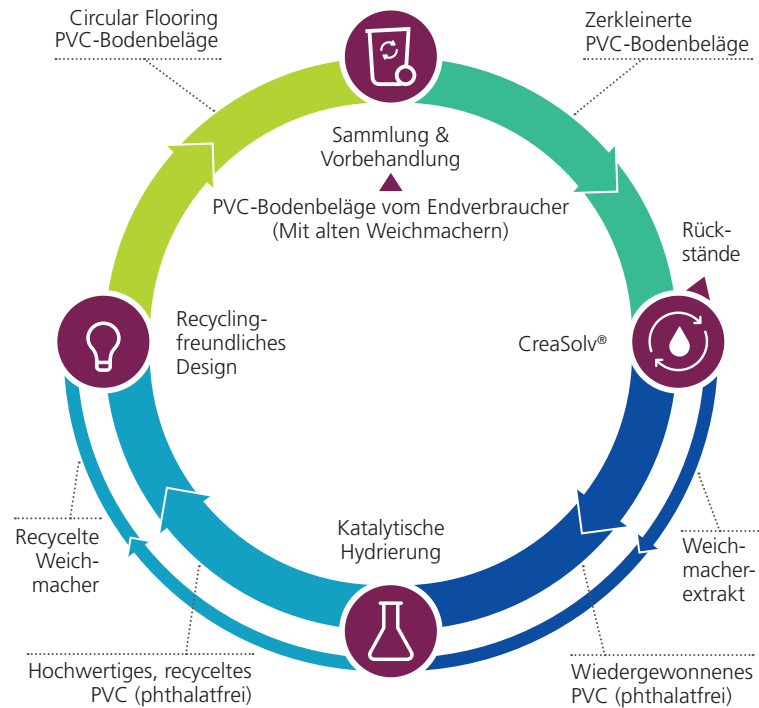 Circular Flooring
PVC-Bodenbeläge
Zerkleinerte
PVC-Bodenbeläge
Sammlung &
Vorbehandlung
PVC-Bodenbeläge vom Endverbraucher
(Mit alten Weichmachern)
Rück-
stände
Recycling-
freundliches
Design
CreaSolv®
Katalytische
Hydrierung
Recycelte
Weich-
macher
Weich-
macher-
extrakt
Hochwertiges, recyceltes
PVC (phthalatfrei)
Wiedergewonnenes
PVC (phthalatfrei)